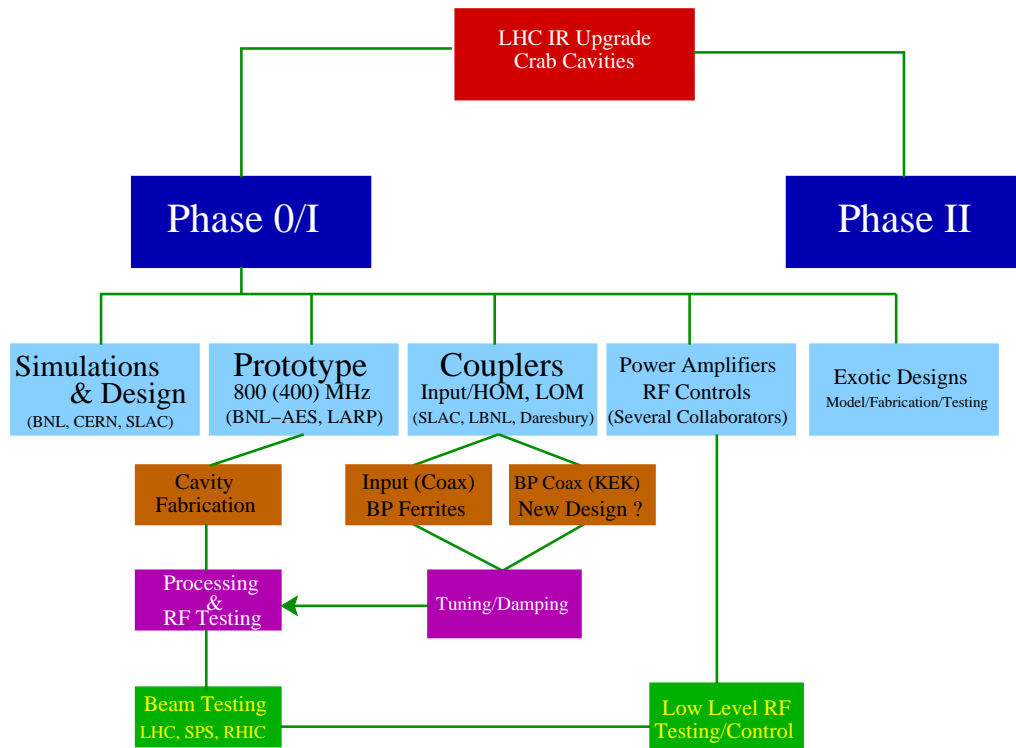 LHC IR Upgrade
Crab Cavities
Phase 0/I
Phase II
Simulations
& Design
(BNL, CERN, SLAC)
Prototype
800 (400) MHz
(BNL−AES, LARP)
Couplers
Input/HOM, LOM
(SLAC, LBNL, Daresbury)
Power Amplifiers
RF Controls
(Several Collaborators)
Exotic Designs
Model/Fabrication/Testing
Cavity
Fabrication
Input (Coax)
BP Ferrites
BP Coax (KEK)
New Design ?
Processing
&
RF Testing
Tuning/Damping
Beam Testing
LHC, SPS, RHIC
Low Level RF
Testing/Control